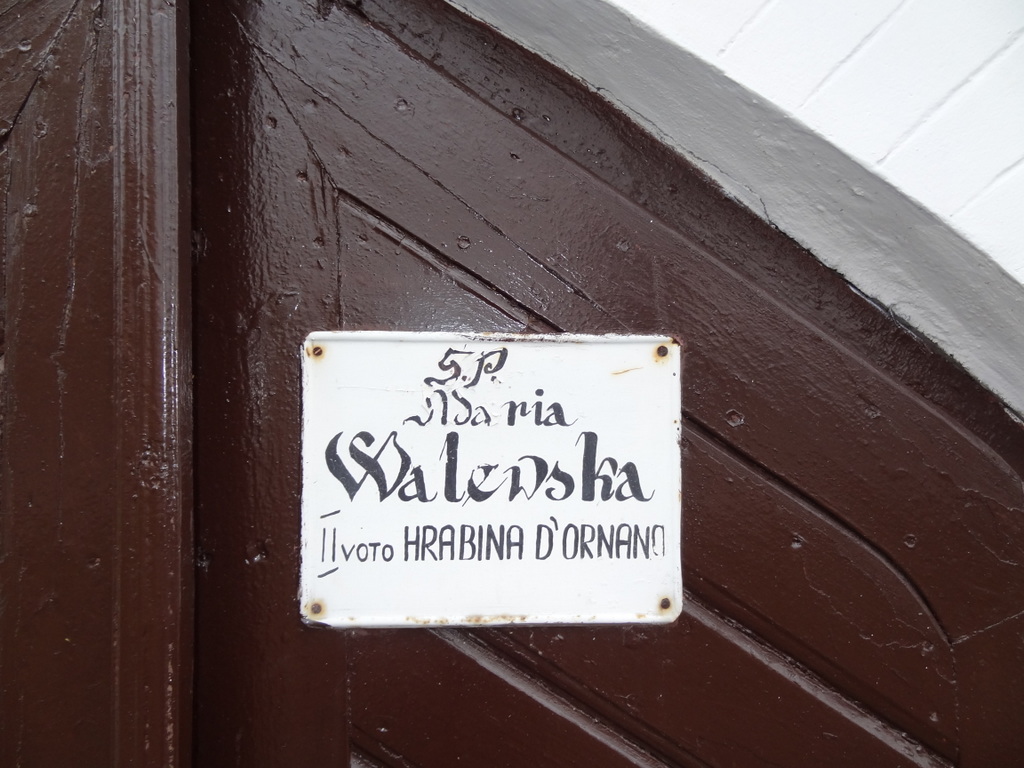 Ś.P.
Maria
Walewska
II VOTO HRABINA D'ORNANO